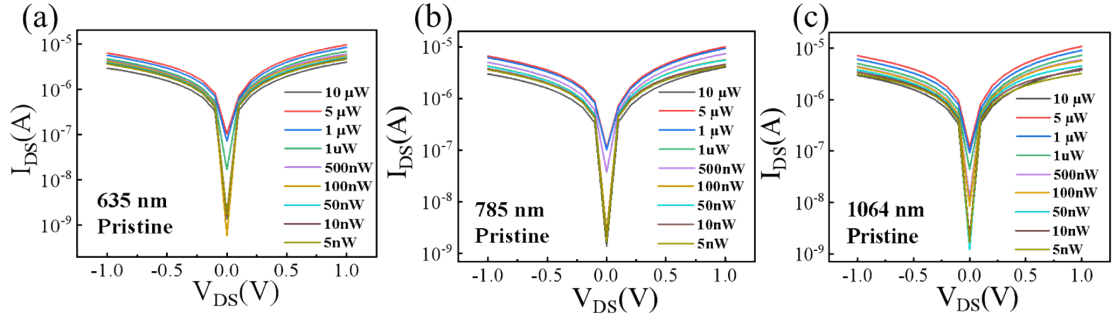 (a)
I_DS(A)
10^-5
10^-6
10^-7
10^-8
10^-9
10 μW
5 μW
1 μW
1uW
500nW
100nW
50nW
10nW
5nW
635 nm
Pristine
-1.0 -0.5 0.0 0.5 1.0
V_DS(V)
(b)
I_DS(A)
10^-5
10^-6
10^-7
10^-8
10^-9
10 μW
5 μW
1 μW
1uW
500nW
100nW
50nW
10nW
5nW
785 nm
Pristine
-1.0 -0.5 0.0 0.5 1.0
V_DS(V)
(c)
I_DS(A)
10^-5
10^-6
10^-7
10^-8
10^-9
10 μW
5 μW
1 μW
1uW
500nW
100nW
50nW
10nW
5nW
1064 nm
Pristine
-1.0 -0.5 0.0 0.5 1.0
V_DS(V)